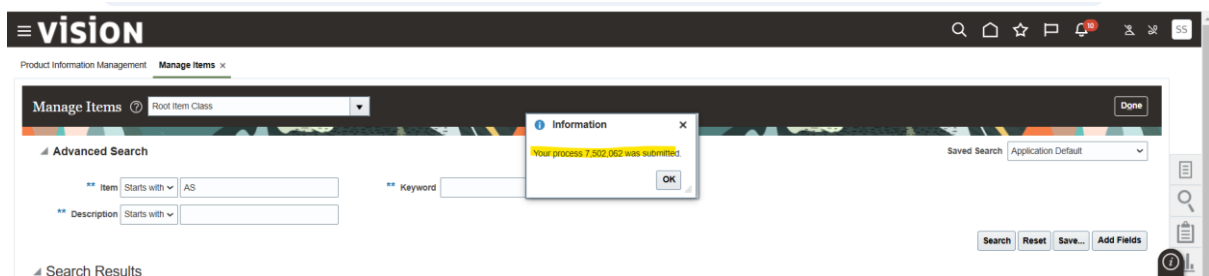 vision
10
SS
Product Information Management Manage Items ×
Manage Items ? Root Item Class
Done
Information ×
Your process 7,502,062 was submitted.
OK
Advanced Search
Saved Search Application Default
** Item Starts with AS
** Keyword
** Description Starts with
Search Reset Save... Add Fields
Search Results